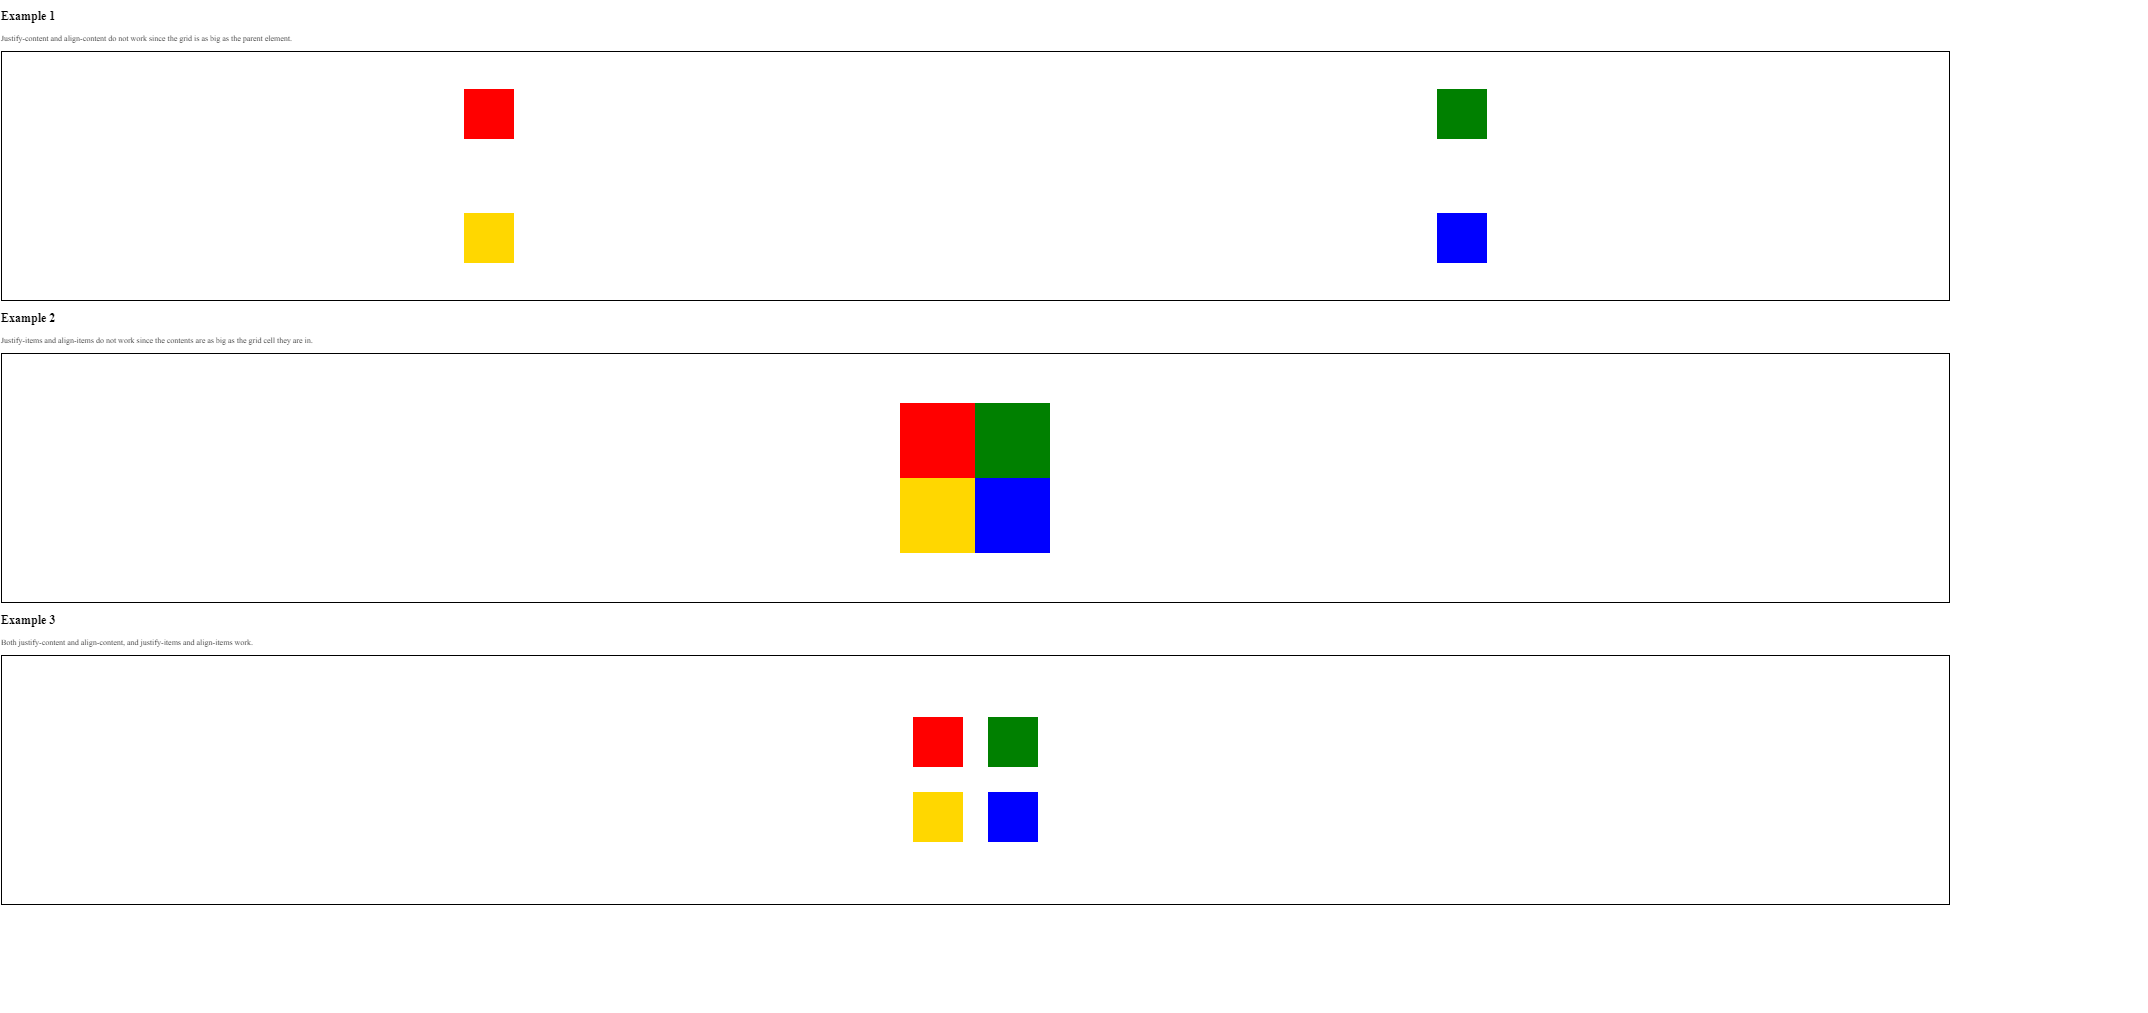 Example 1
Justify-content and align-content do not work since the grid is as big as the parent element.
Example 2
Justify-items and align-items do not work since the contents are as big as the grid cell they are in.
Example 3
Both justify-content and align-content, and justify-items and align-items work.